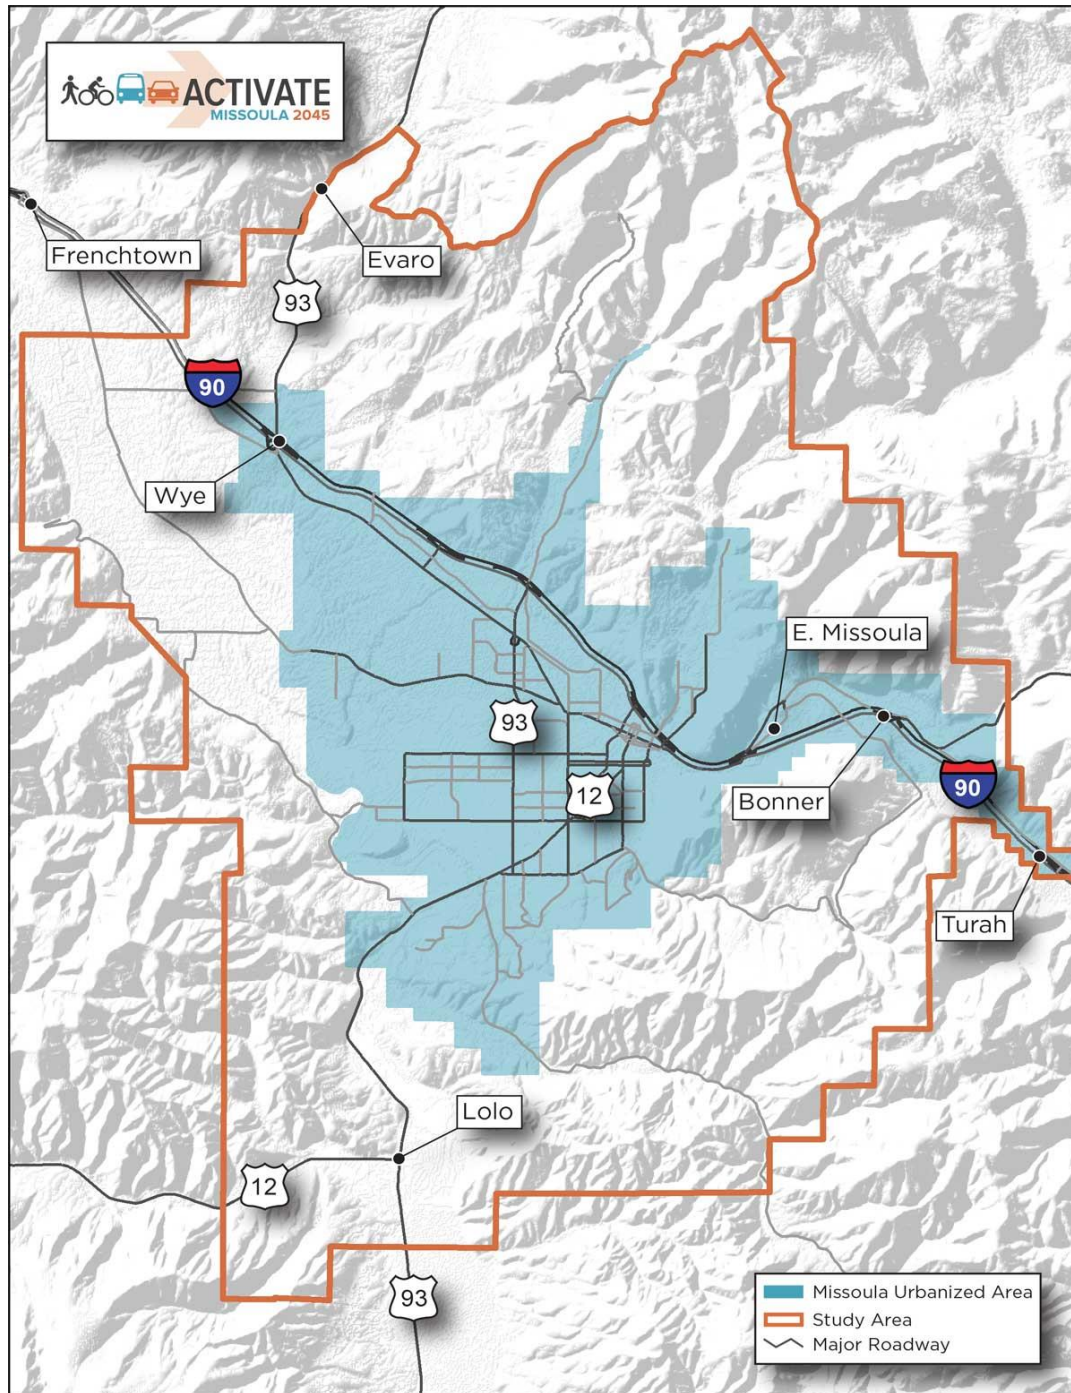 ACTIVATE
MISSOULA 2045
Frenchtown
Evaro
93
90
Wye
E. Missoula
93
12
Bonner
90
Turah
Lolo
12
93
Missoula Urbanized Area
Study Area
Major Roadway